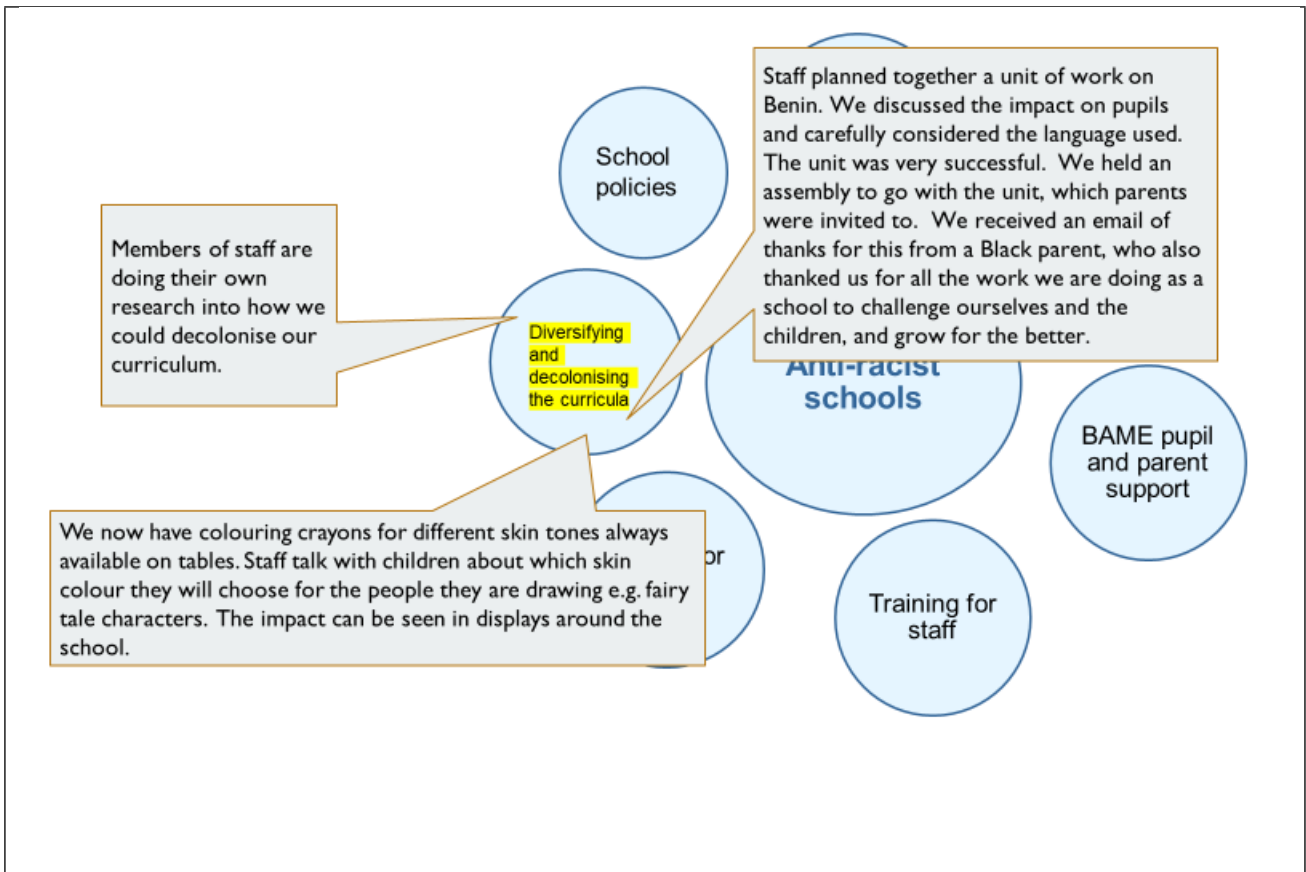 School
policies
Staff planned together a unit of work on
Benin. We discussed the impact on pupils
and carefully considered the language used.
The unit was very successful.  We held an
assembly to go with the unit, which parents
were invited to.  We received an email of
thanks for this from a Black parent, who also
thanked us for all the work we are doing as a
school to challenge ourselves and the
children, and grow for the better.
Members of staff are
doing their own
research into how we
could decolonise our
curriculum.
Diversifying
and
decolonising
the curricula
Anti-racist
schools
BAME pupil
and parent
support
We now have colouring crayons for different skin tones always
available on tables. Staff talk with children about which skin
colour they will choose for the people they are drawing e.g. fairy
tale characters.  The impact can be seen in displays around the
school.
Training for
staff